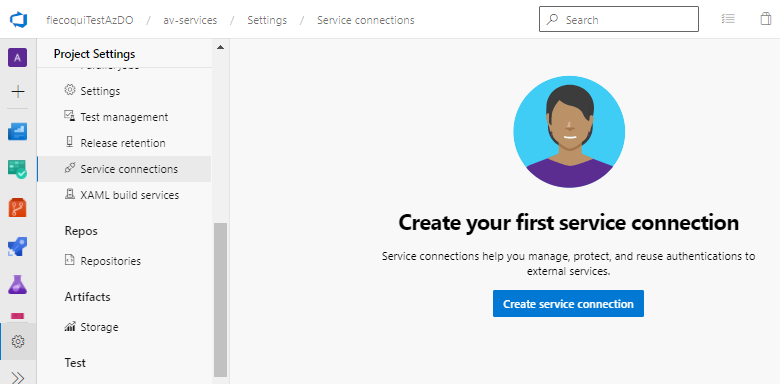 flecoquiTestAzDO / av-services / Settings / Service connections
Search
A
Project Settings
Settings
Test management
Release retention
Service connections
XAML build services
Repos
Repositories
Artifacts
Storage
Test
Create your first service connection
Service connections help you manage, protect, and reuse authentications to
external services.
Create service connection